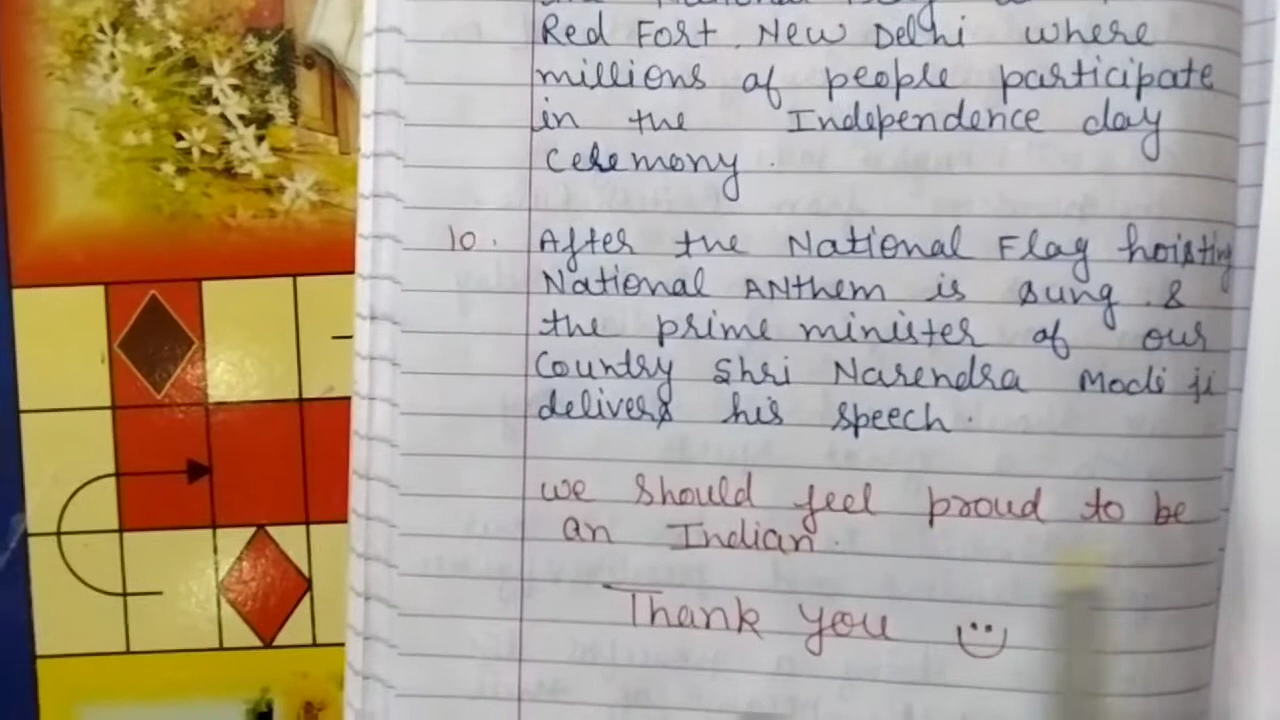 Red Fort, New Delhi where
millions of people participate
in the Independence day
ceremony.
10. After the National Flag hoisting
National Anthem is sung &
the prime minister of our
Country Shri Narendra Modi ji
delivers his speech.
we should feel proud to be
an Indian.
Thank you